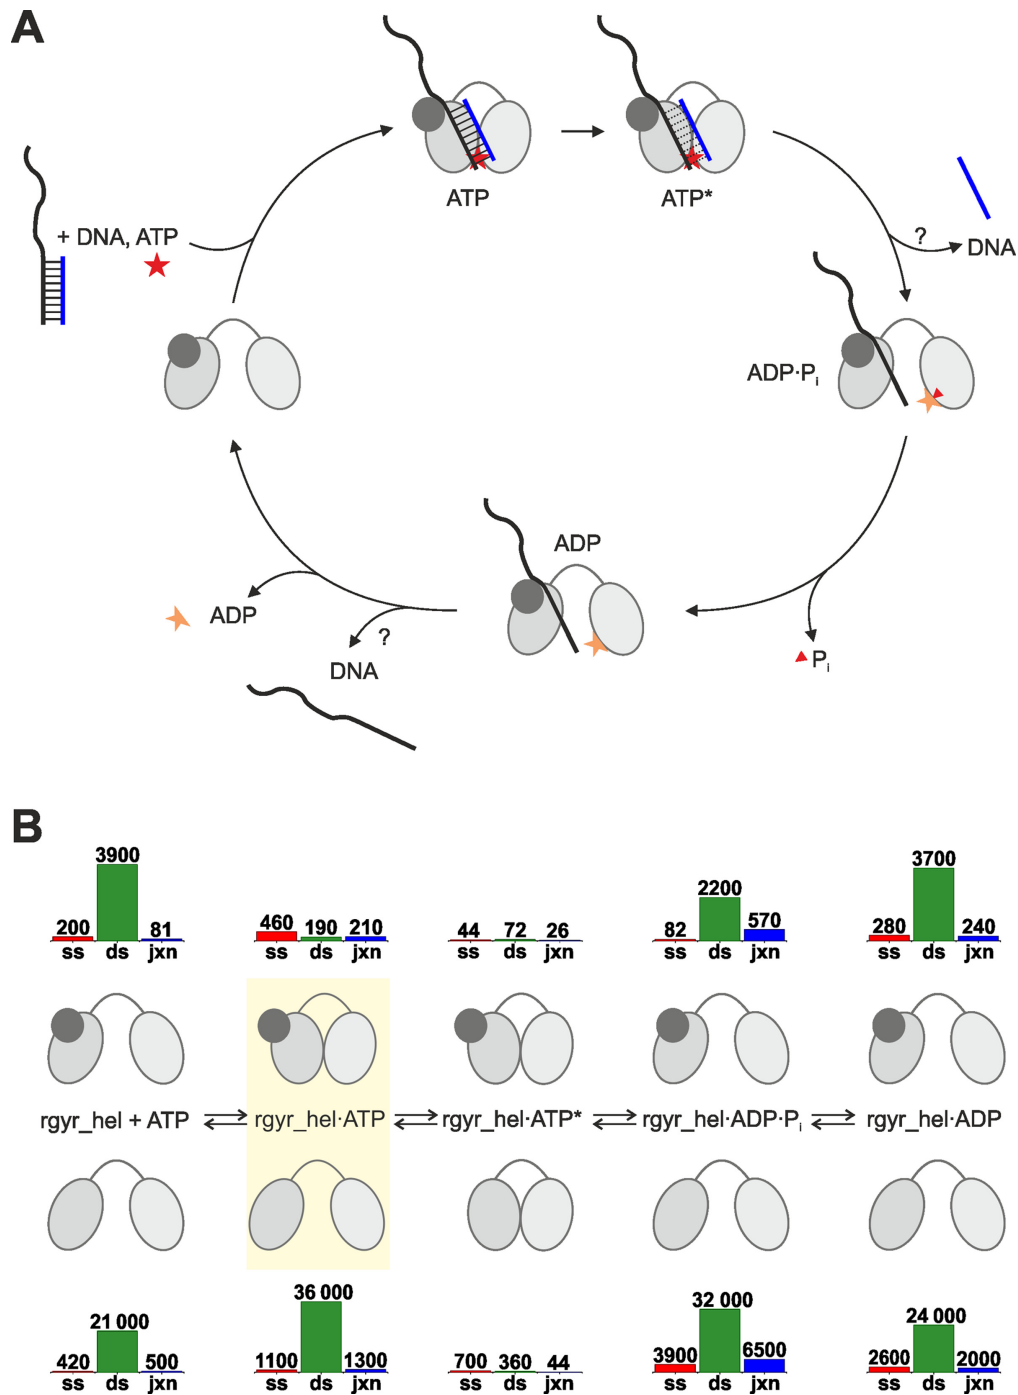 A
ATP
ATP*
+ DNA, ATP
?
DNA
ADP·Pi
ADP
ADP
?
DNA
Pi
B
3900
200
81
ss ds jxn
460
190
210
ss ds jxn
44
72
26
ss ds jxn
2200
82
570
ss ds jxn
3700
280
240
ss ds jxn
rgyr_hel + ATP
rgyr_hel·ATP
rgyr_hel·ATP*
rgyr_hel·ADP·Pi
rgyr_hel·ADP
21 000
420
500
ss ds jxn
36 000
1100
1300
ss ds jxn
700
360
44
ss ds jxn
32 000
3900
6500
ss ds jxn
24 000
2600
2000
ss ds jxn